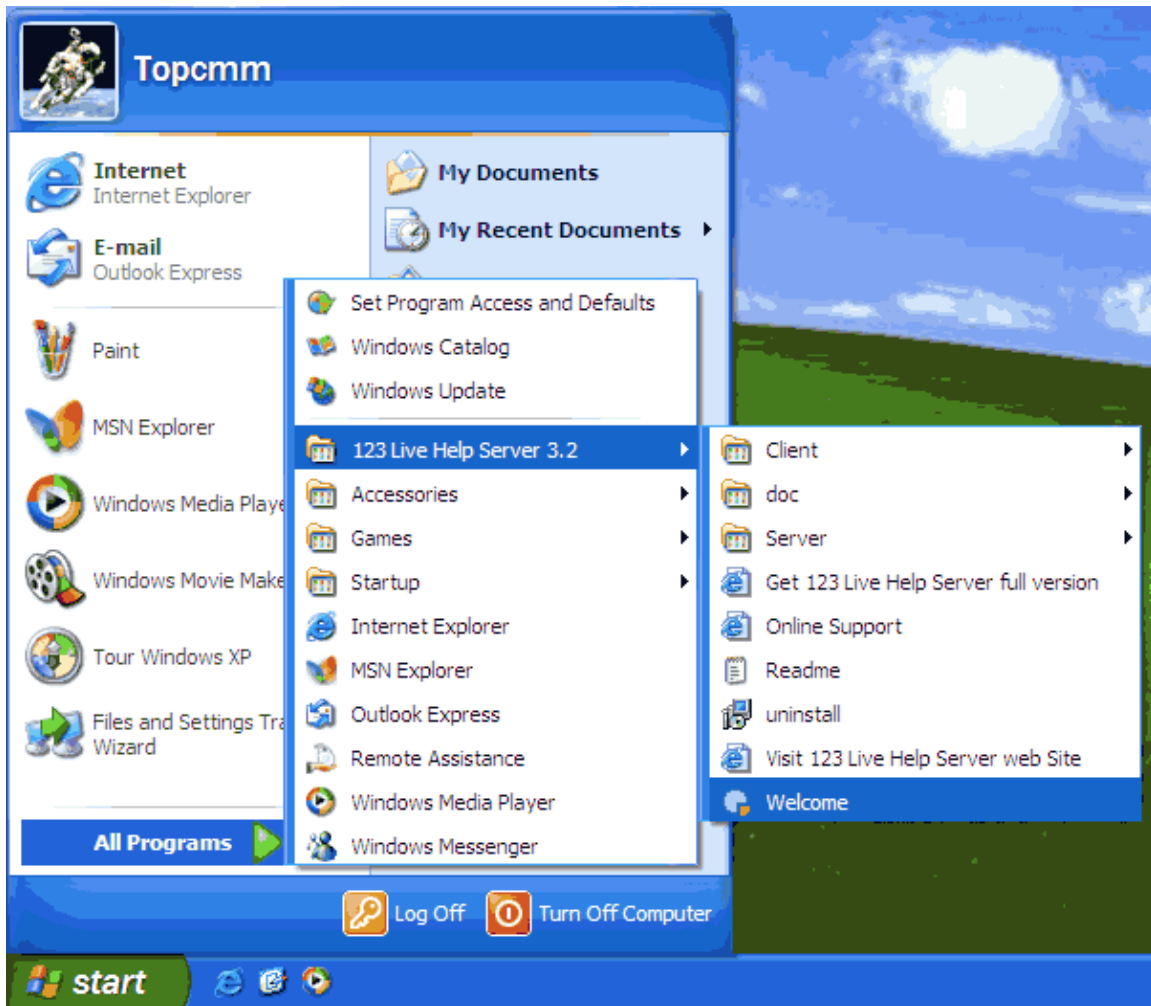 Topcmm
Internet
Internet Explorer
E-mail
Outlook Express
Paint
MSN Explorer
Windows Media Playe
Windows Movie Make
Tour Windows XP
Files and Settings Tra
Wizard
All Programs
My Documents
My Recent Documents
Set Program Access and Defaults
Windows Catalog
Windows Update
123 Live Help Server 3.2
Accessories
Games
Startup
Internet Explorer
MSN Explorer
Outlook Express
Remote Assistance
Windows Media Player
Windows Messenger
Client
doc
Server
Get 123 Live Help Server full version
Online Support
Readme
uninstall
Visit 123 Live Help Server web Site
Welcome
Log Off
Turn Off Computer
start